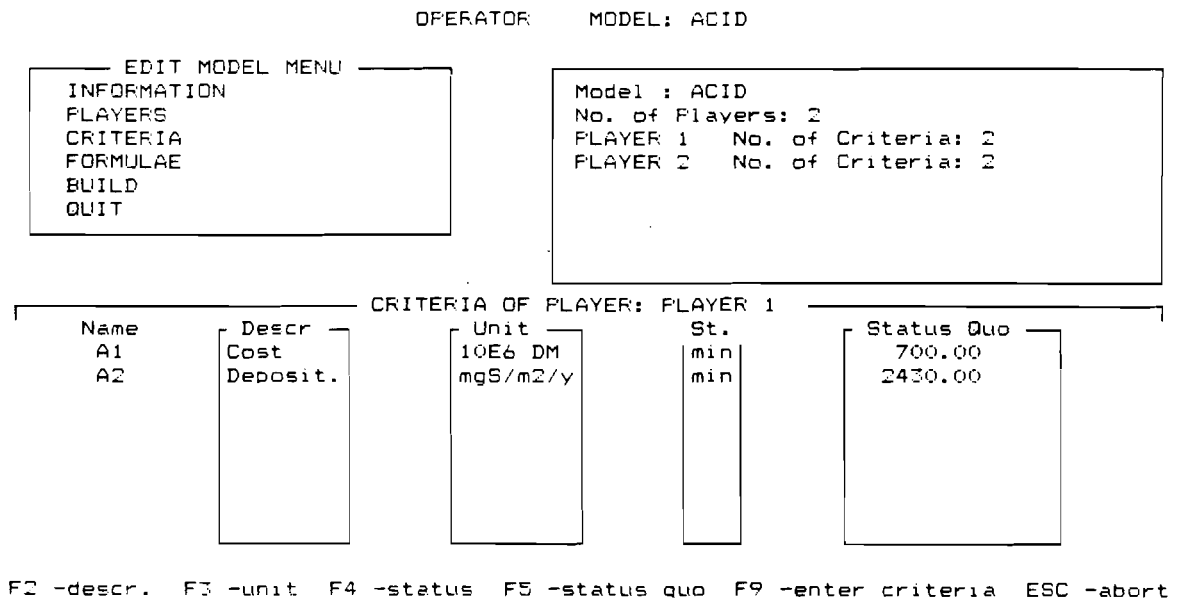 OPERATOR MODEL: ACID
EDIT MODEL MENU
INFORMATION
PLAYERS
CRITERIA
FORMULAE
BUILD
QUIT
Model : ACID
No. of Players: 2
PLAYER 1 No. of Criteria: 2
PLAYER 2 No. of Criteria: 2
CRITERIA OF PLAYER: PLAYER 1
Name Descr Unit St. Status Quo
A1 Cost 10E6 DM min 700.00
A2 Deposit. mgS/m2/y min 2430.00
F2 -descr. F3 -unit F4 -status F5 -status quo F9 -enter criteria ESC -abort